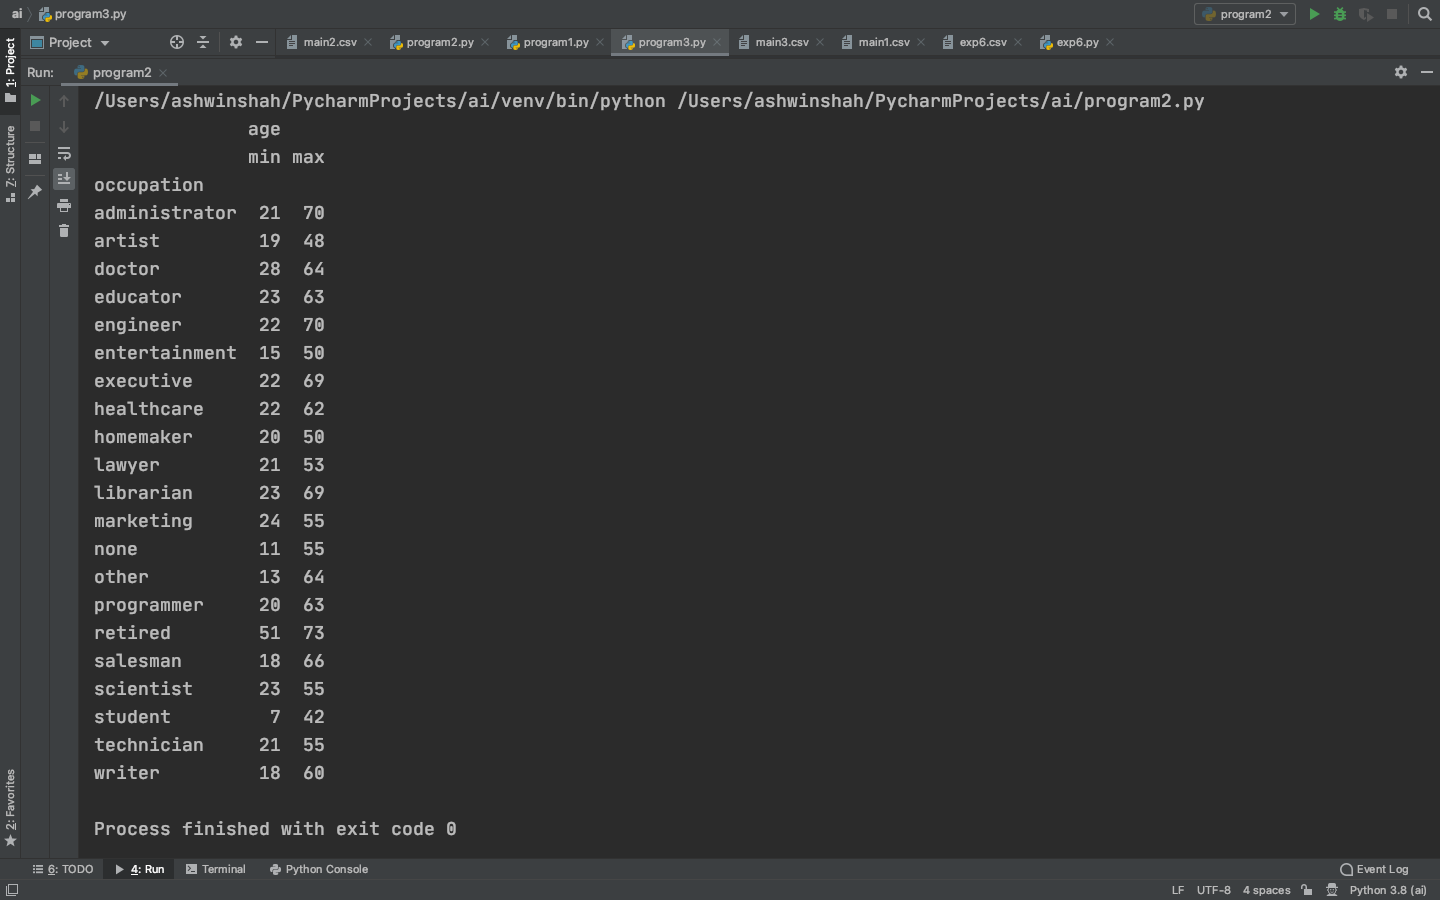 ai program3.py program2
1: Project
Project main2.csv program2.py program1.py program3.py main3.csv main1.csv exp6.csv exp6.py
Run: program2
/Users/ashwinshah/PycharmProjects/ai/venv/bin/python /Users/ashwinshah/PycharmProjects/ai/program2.py
age
min max
occupation
administrator 21 70
artist 19 48
doctor 28 64
educator 23 63
engineer 22 70
entertainment 15 50
executive 22 69
healthcare 22 62
homemaker 20 50
lawyer 21 53
librarian 23 69
marketing 24 55
none 11 55
other 13 64
programmer 20 63
retired 51 73
salesman 18 66
scientist 23 55
student 7 42
technician 21 55
writer 18 60
Process finished with exit code 0
Z: Structure
2: Favorites
6: TODO 4: Run Terminal Python Console Event Log
LF UTF-8 4 spaces Python 3.8 (ai)